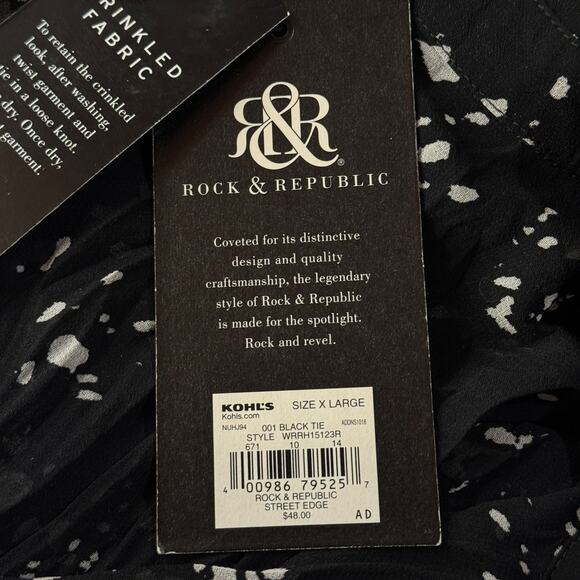 CRINKLED
FABRIC
To retain the crinkled
look, after washing,
twist garment and
tie in a loose knot.
dry. Once dry,
garment.
R&R®
ROCK & REPUBLIC
Coveted for its distinctive
design and quality
craftsmanship, the legendary
style of Rock & Republic
is made for the spotlight.
Rock and revel.
KOHL'S SIZE X LARGE
Kohls.com
NUHJ94 001 BLACK TIE ADDNS1016
STYLE WRRH15123R
671 10 14
4 00986 79525 7
ROCK & REPUBLIC
STREET EDGE
$48.00 A D